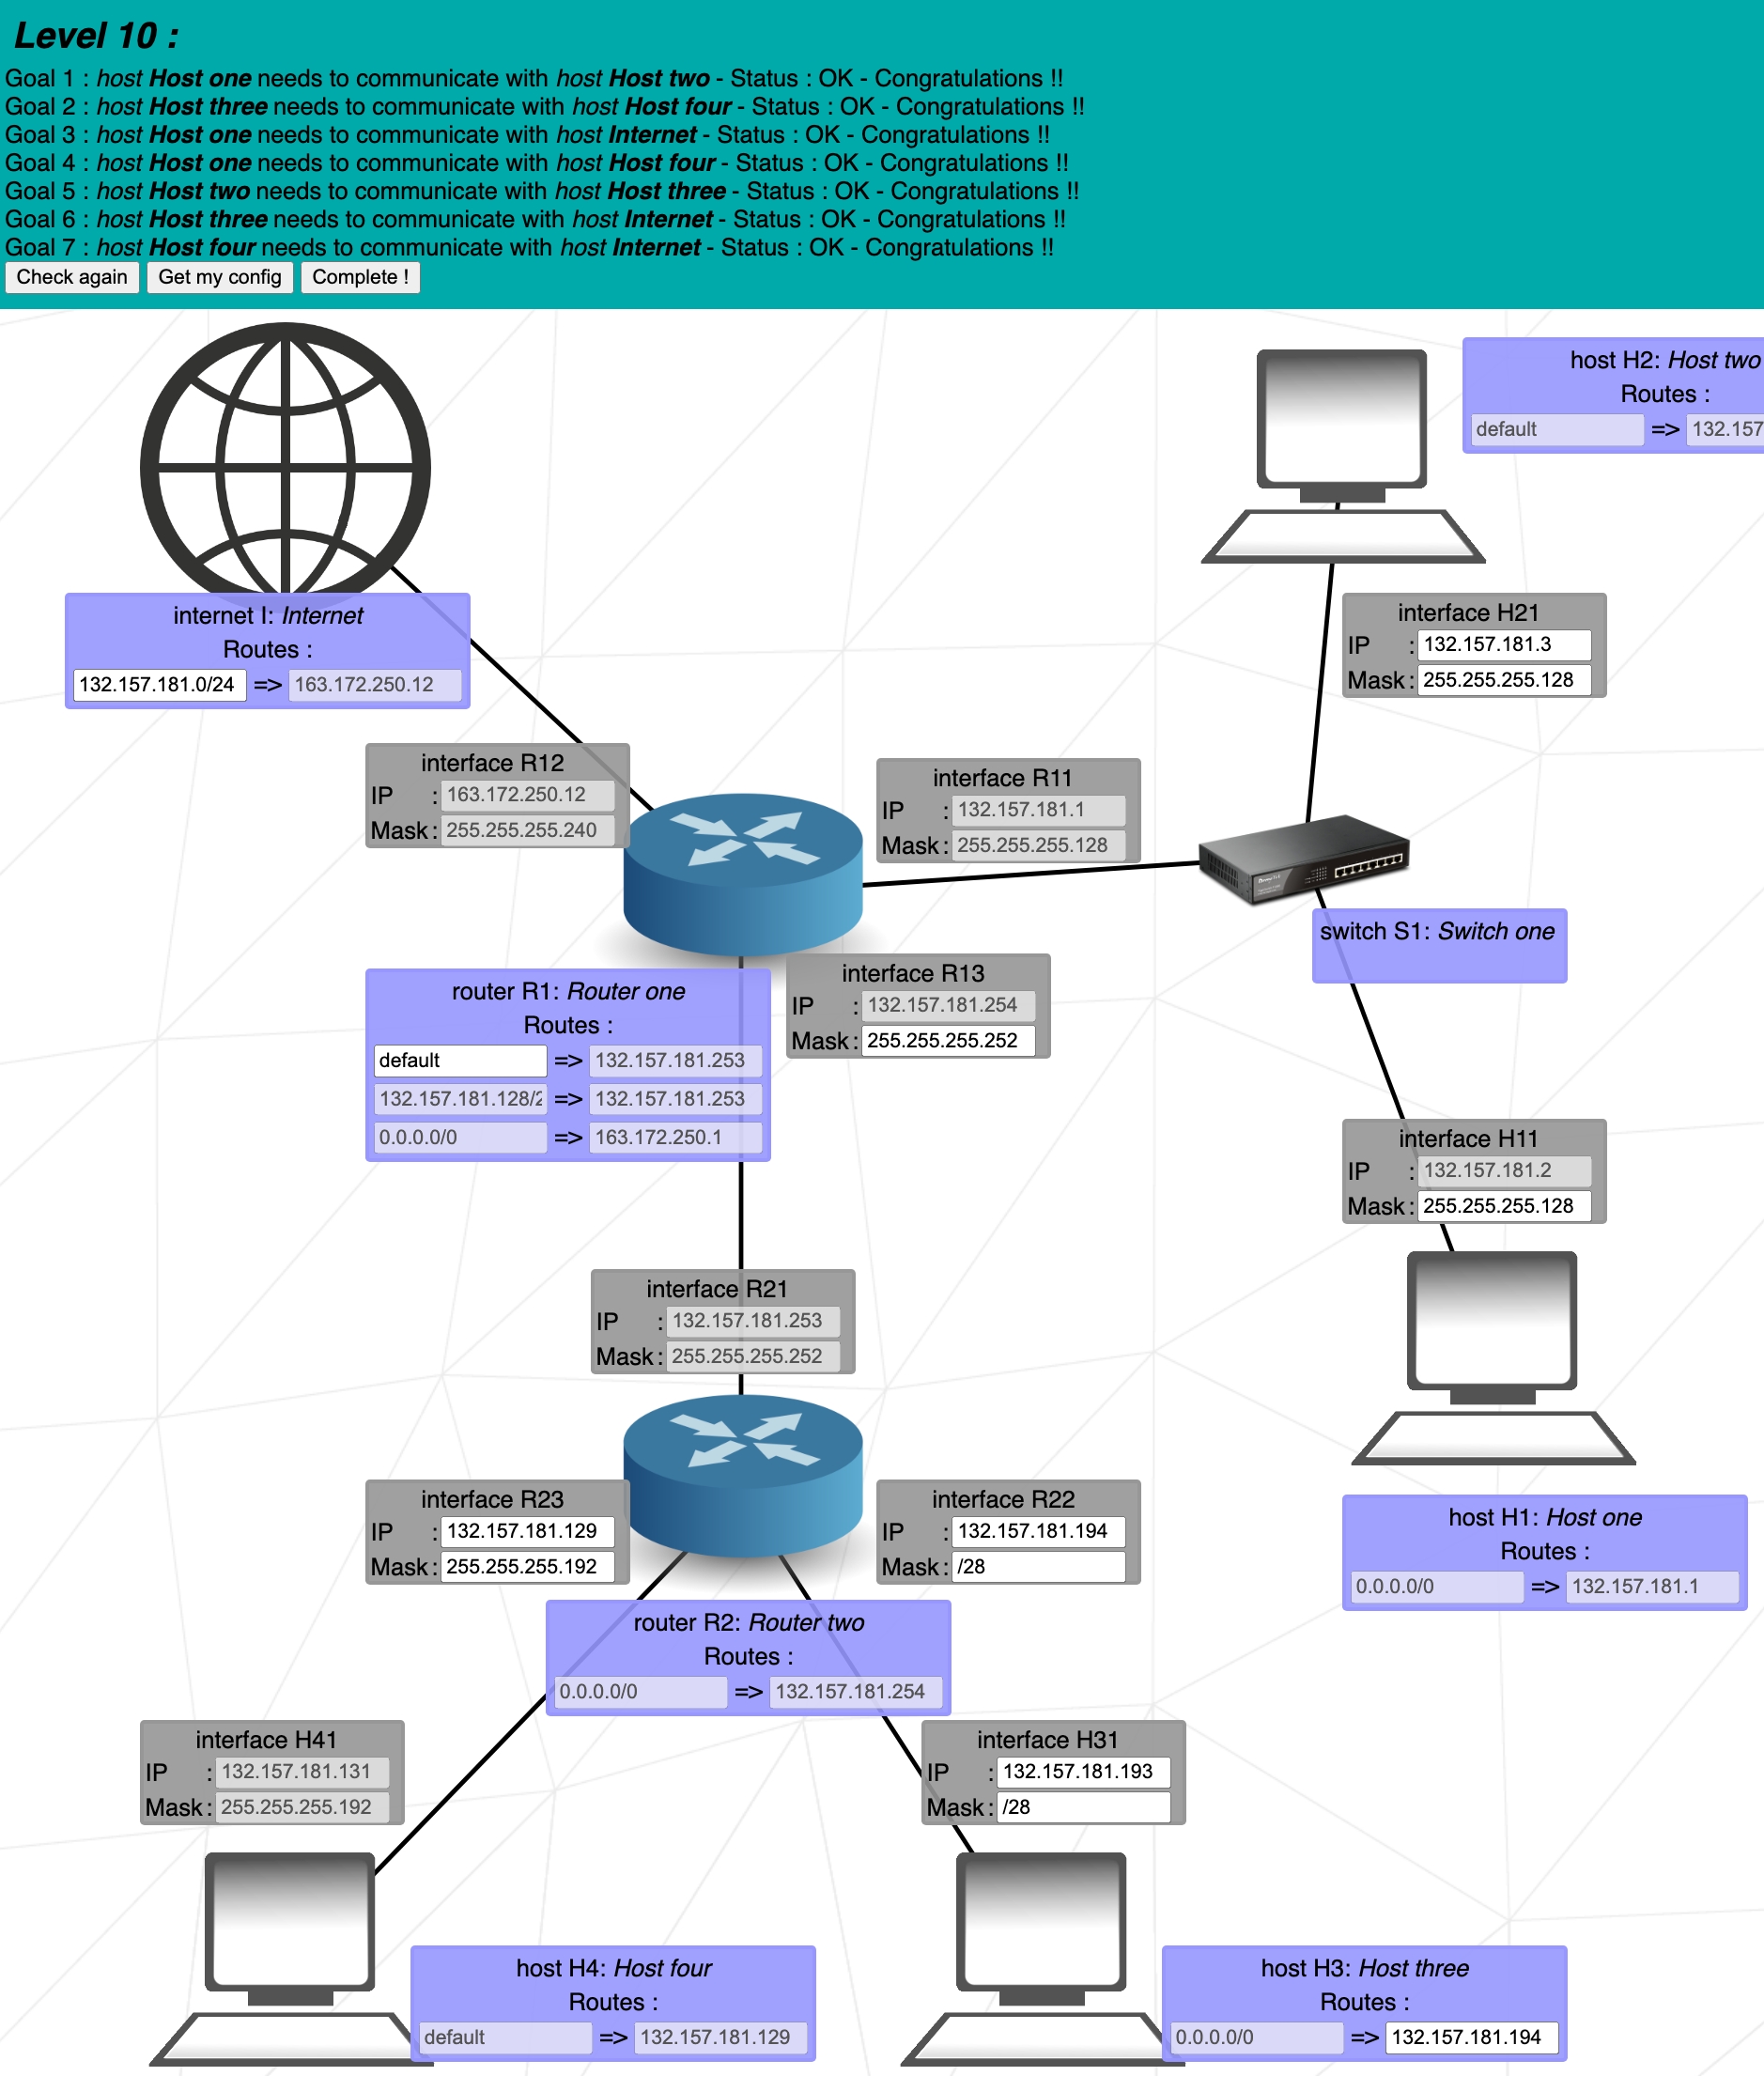 Level 10 :
Goal 1 : host Host one needs to communicate with host Host two - Status : OK - Congratulations !!
Goal 2 : host Host three needs to communicate with host Host four - Status : OK - Congratulations !!
Goal 3 : host Host one needs to communicate with host Internet - Status : OK - Congratulations !!
Goal 4 : host Host one needs to communicate with host Host four - Status : OK - Congratulations !!
Goal 5 : host Host two needs to communicate with host Host three - Status : OK - Congratulations !!
Goal 6 : host Host three needs to communicate with host Internet - Status : OK - Congratulations !!
Goal 7 : host Host four needs to communicate with host Internet - Status : OK - Congratulations !!
Check again Get my config Complete !
host H2: Host two
Routes :
default => 132.157
internet I: Internet
Routes :
132.157.181.0/24 => 163.172.250.12
interface H21
IP : 132.157.181.3
Mask : 255.255.255.128
interface R12
IP : 163.172.250.12
Mask : 255.255.255.240
interface R11
IP : 132.157.181.1
Mask : 255.255.255.128
switch S1: Switch one
interface R13
IP : 132.157.181.254
Mask : 255.255.255.252
router R1: Router one
Routes :
default => 132.157.181.253
132.157.181.128/2 => 132.157.181.253
0.0.0.0/0 => 163.172.250.1
interface H11
IP : 132.157.181.2
Mask : 255.255.255.128
interface R21
IP : 132.157.181.253
Mask : 255.255.255.252
interface R23
IP : 132.157.181.129
Mask : 255.255.255.192
interface R22
IP : 132.157.181.194
Mask : /28
host H1: Host one
Routes :
0.0.0.0/0 => 132.157.181.1
router R2: Router two
Routes :
0.0.0.0/0 => 132.157.181.254
interface H41
IP : 132.157.181.131
Mask : 255.255.255.192
interface H31
IP : 132.157.181.193
Mask : /28
host H4: Host four
Routes :
default => 132.157.181.129
host H3: Host three
Routes :
0.0.0.0/0 => 132.157.181.194